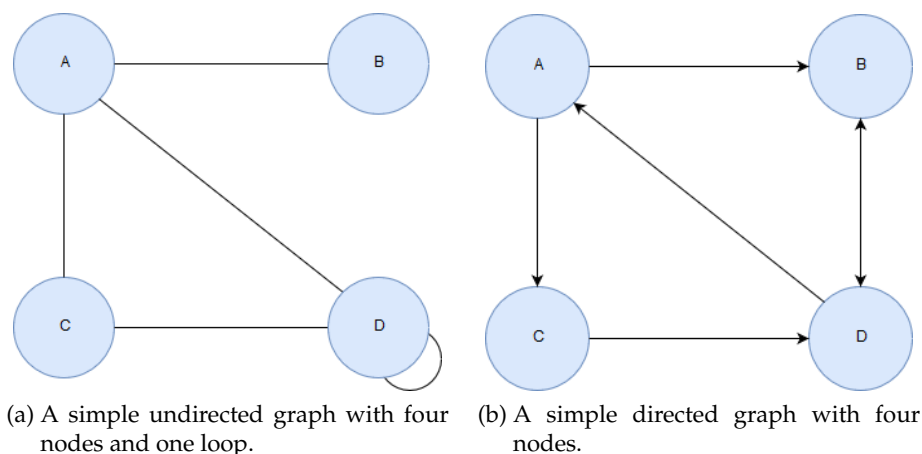 A
B
C
D
(a) A simple undirected graph with four
nodes and one loop.
A
B
C
D
(b) A simple directed graph with four
nodes.